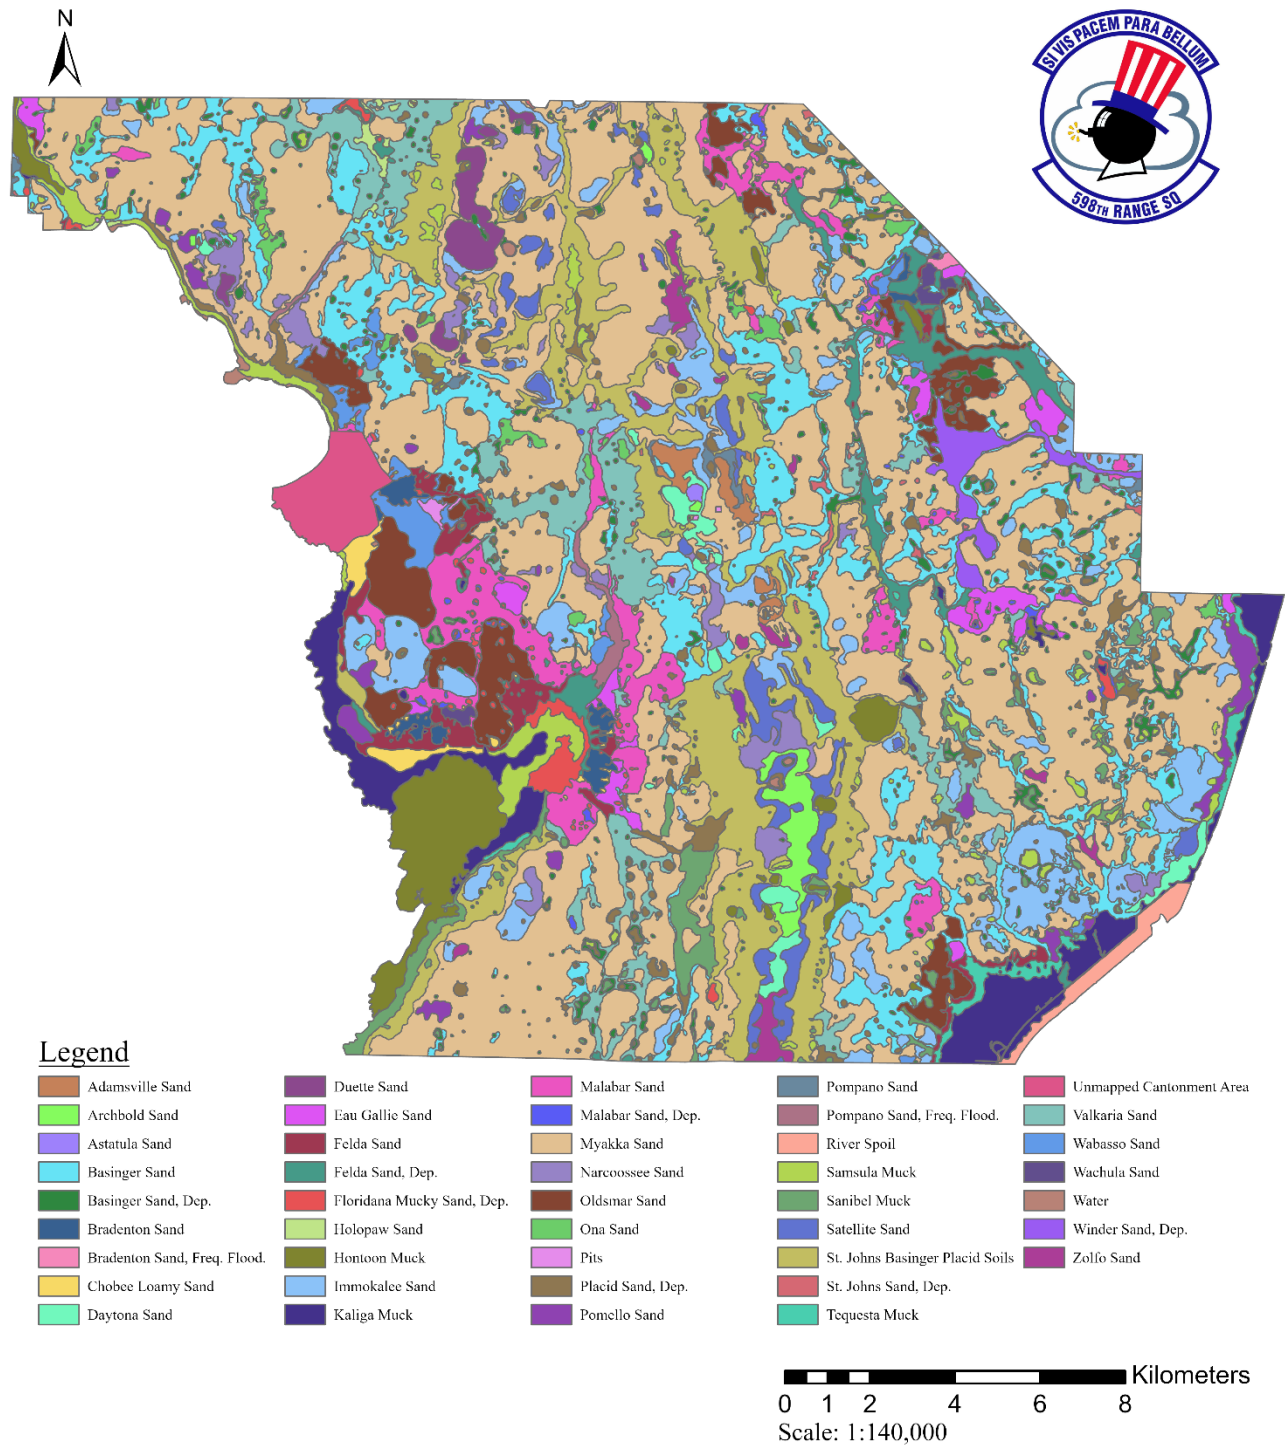 N
SI VIS PACEM PARA BELLUM
598TH RANGE SQ
Legend
Adamsville Sand
Archbold Sand
Astatula Sand
Basinger Sand
Basinger Sand, Dep.
Bradenton Sand
Bradenton Sand, Freq. Flood.
Chobee Loamy Sand
Daytona Sand
Duette Sand
Eau Gallie Sand
Felda Sand
Felda Sand, Dep.
Floridana Mucky Sand, Dep.
Holopaw Sand
Hontoon Muck
Immokalee Sand
Kaliga Muck
Malabar Sand
Malabar Sand, Dep.
Myakka Sand
Narcoossee Sand
Oldsmar Sand
Ona Sand
Pits
Placid Sand, Dep.
Pomello Sand
Pompano Sand
Pompano Sand, Freq. Flood.
River Spoil
Samsula Muck
Sanibel Muck
Satellite Sand
St. Johns Basinger Placid Soils
St. Johns Sand, Dep.
Tequesta Muck
Unmapped Cantonment Area
Valkaria Sand
Wabasso Sand
Wachula Sand
Water
Winder Sand, Dep.
Zolfo Sand
Kilometers
0 1 2 4 6 8
Scale: 1:140,000